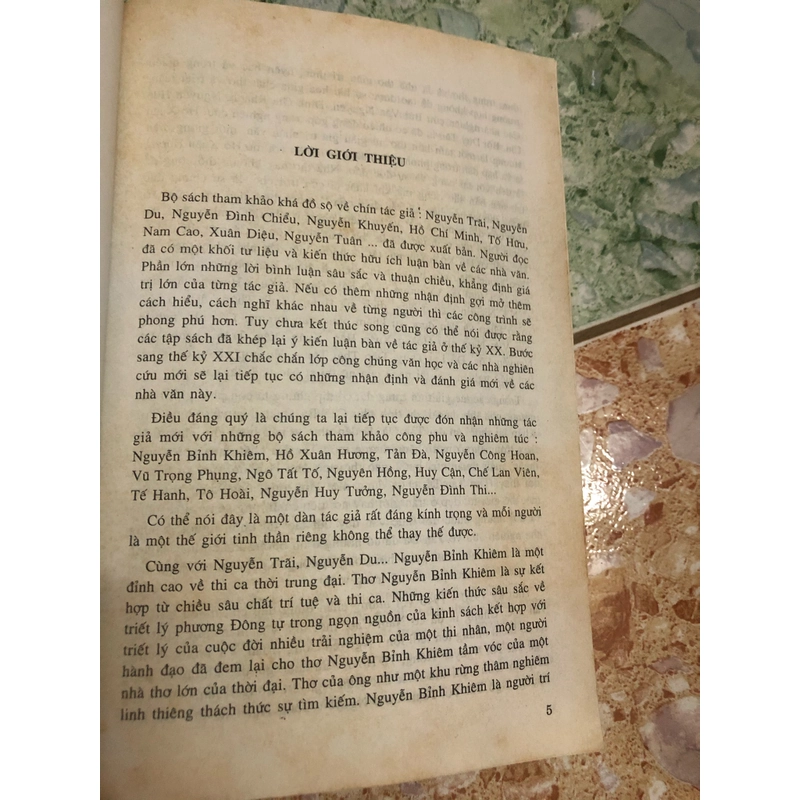 LỜI GIỚI THIỆU
Bộ sách tham khảo khá đồ sộ về chín tác giả : Nguyễn Trãi, Nguyễn
Du, Nguyễn Đình Chiểu, Nguyễn Khuyến, Hồ Chí Minh, Tố Hữu,
Nam Cao, Xuân Diệu, Nguyễn Tuân ... đã được xuất bản. Người đọc
đã có một khối tư liệu và kiến thức hữu ích luận bàn về các nhà văn.
Phần lớn những lời bình luận sâu sắc và thuận chiều, khẳng định giá
trị lớn của từng tác giả. Nếu có thêm những nhận định gợi mở thêm
cách hiểu, cách nghĩ khác nhau về từng người thì các công trình sẽ
phong phú hơn. Tuy chưa kết thúc song cũng có thể nói được rằng
các tập sách đã khép lại ý kiến luận bàn về tác giả ở thế kỷ XX. Bước
sang thế kỷ XXI chắc chắn lớp công chúng văn học và các nhà nghiên
cứu mới sẽ lại tiếp tục có những nhận định và đánh giá mới về các
nhà văn này.
Điều đáng quý là chúng ta lại tiếp tục được đón nhận những tác
giả mới với những bộ sách tham khảo công phu và nghiêm túc :
Nguyễn Bỉnh Khiêm, Hồ Xuân Hương, Tản Đà, Nguyễn Công Hoan,
Vũ Trọng Phụng, Ngô Tất Tố, Nguyên Hồng, Huy Cận, Chế Lan Viên,
Tế Hanh, Tô Hoài, Nguyễn Huy Tưởng, Nguyễn Đình Thi...
Có thể nói đây là một dàn tác giả rất đáng kính trọng và mỗi người
là một thế giới tinh thần riêng không thể thay thế được.
Cùng với Nguyễn Trãi, Nguyễn Du... Nguyễn Bỉnh Khiêm là một
đỉnh cao về thi ca thời trung đại. Thơ Nguyễn Bỉnh Khiêm là sự kết
hợp từ chiều sâu chất trí tuệ và thi ca. Những kiến thức sâu sắc về
triết lý phương Đông tự trong ngọn nguồn của kinh sách kết hợp với
triết lý của cuộc đời nhiều trải nghiệm của một thi nhân, một người
hành đạo đã đem lại cho thơ Nguyễn Bỉnh Khiêm tầm vóc của một
nhà thơ lớn của thời đại. Thơ của ông như một khu rừng thâm nghiêm
linh thiêng thách thức sự tìm kiếm. Nguyễn Bỉnh Khiêm là người trí
5